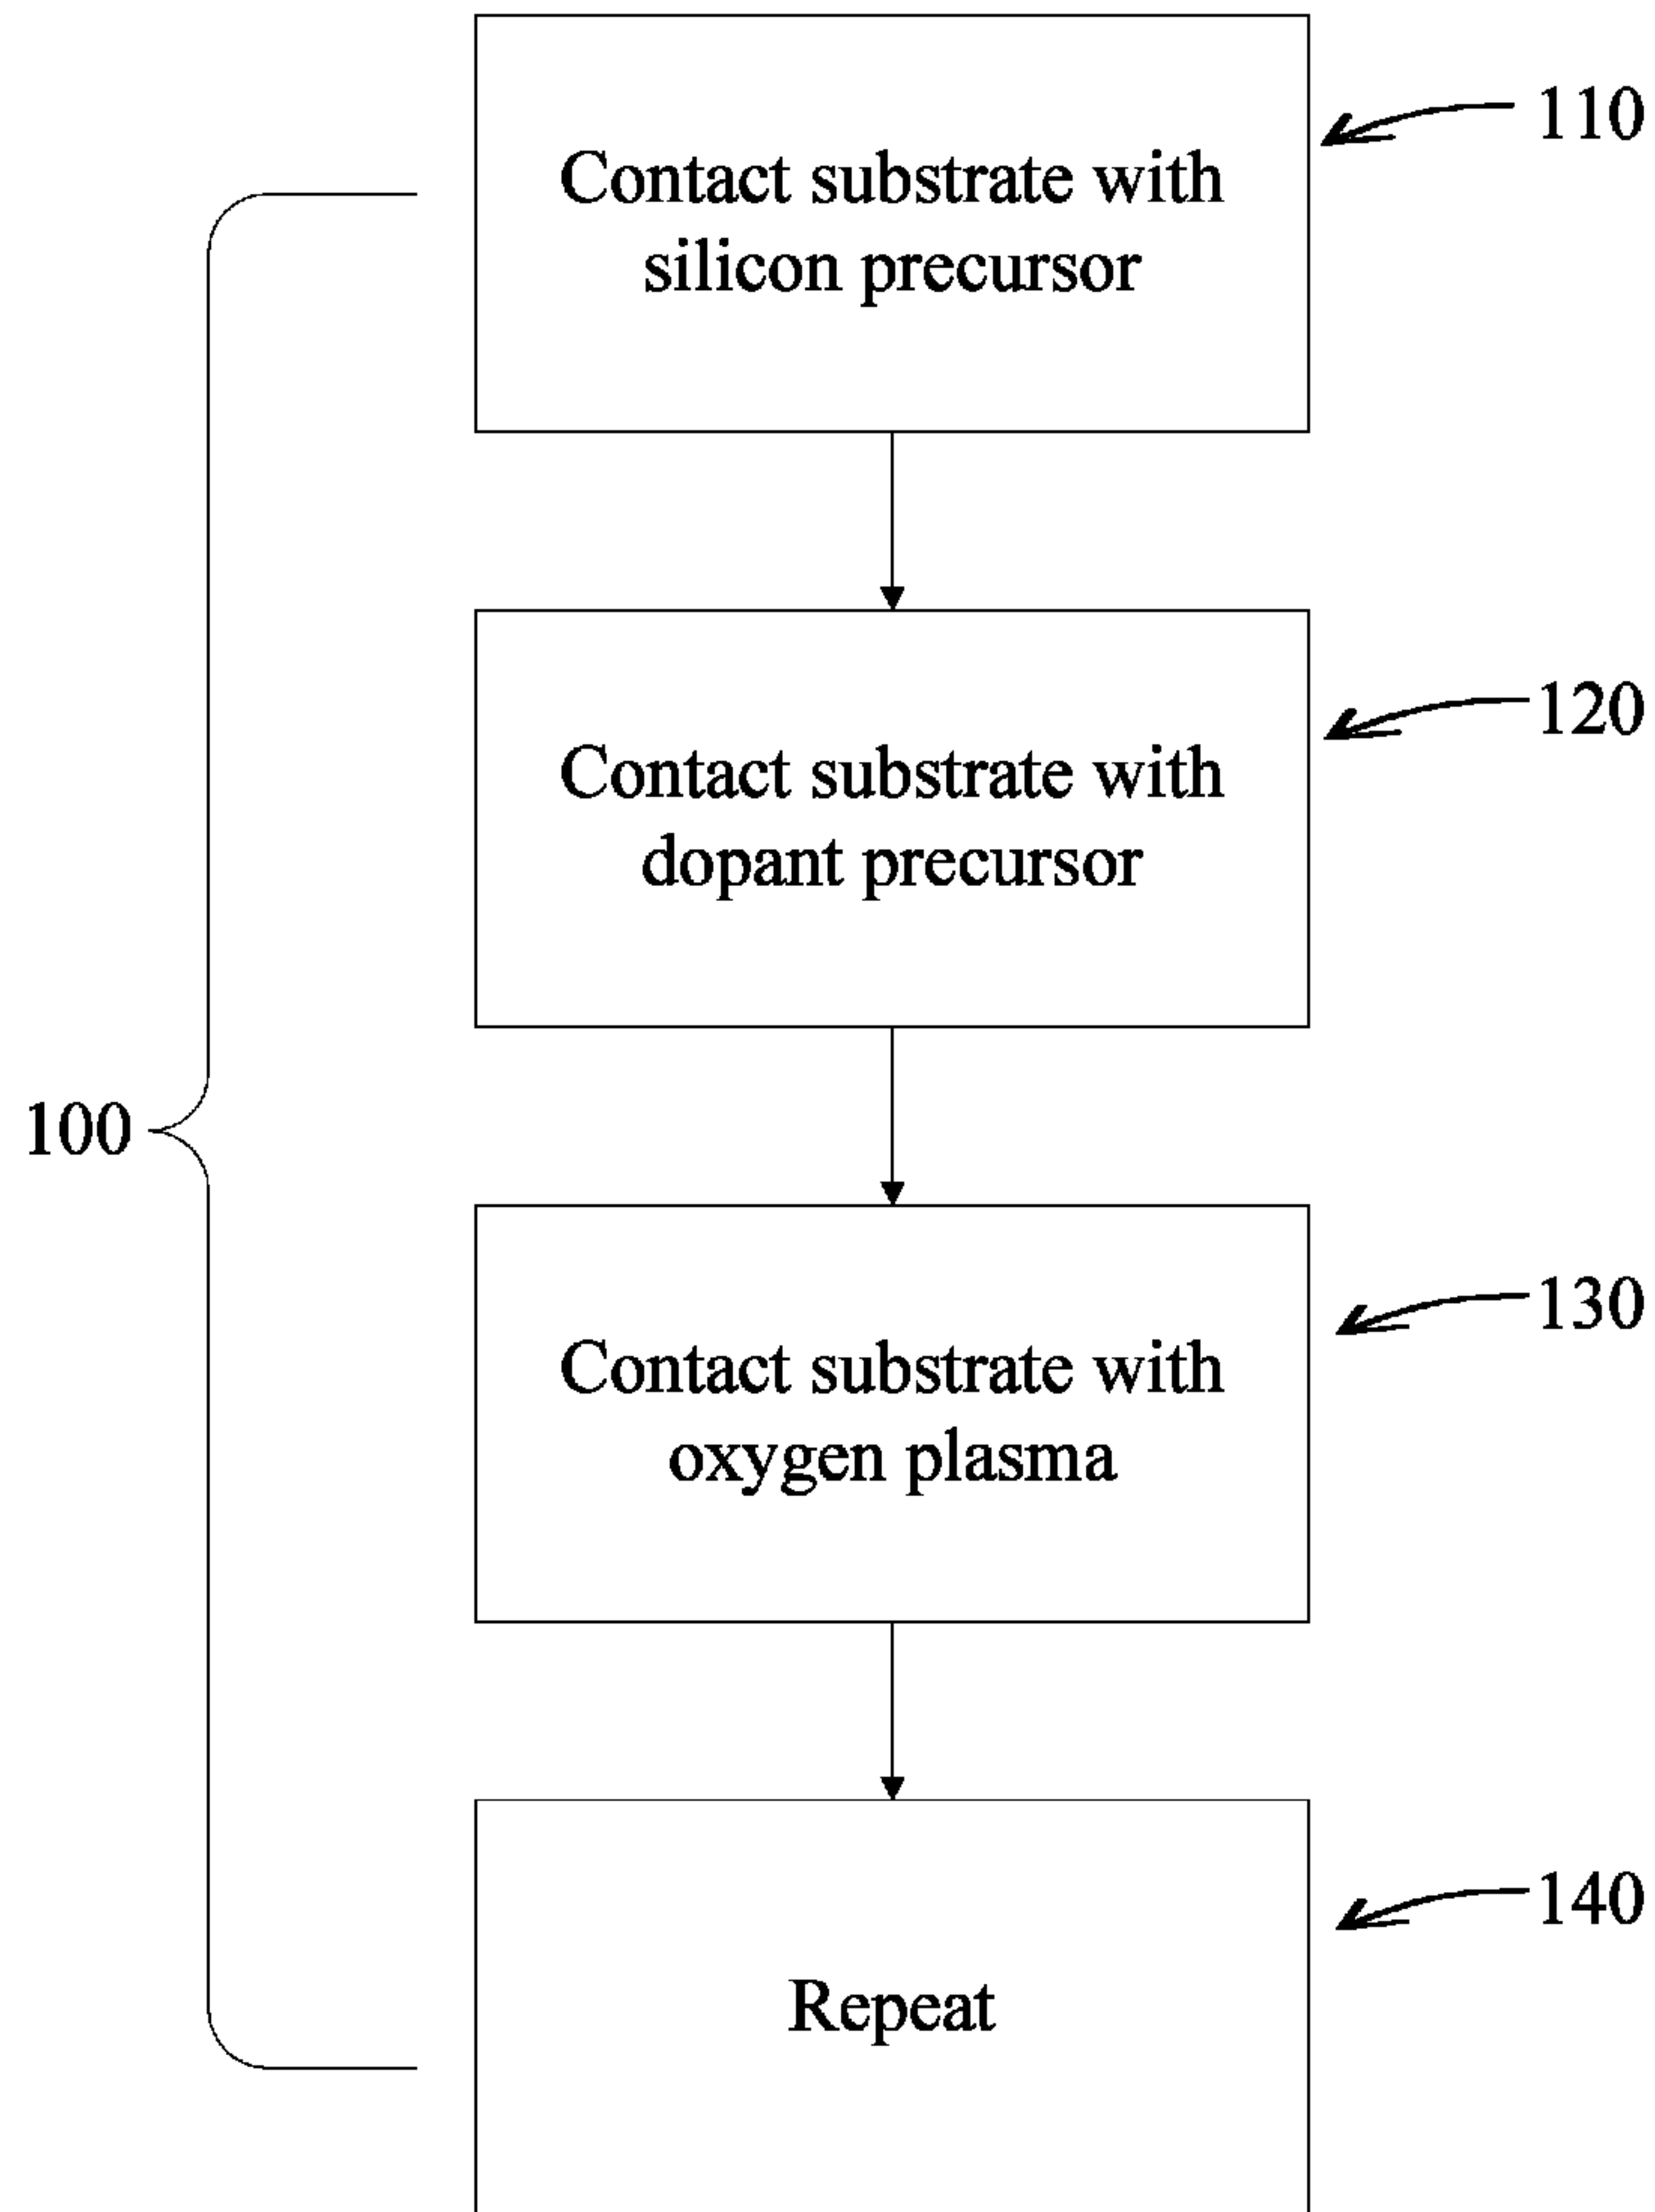 Contact substrate with
silicon precursor
110
Contact substrate with
dopant precursor
120
100
Contact substrate with
oxygen plasma
130
Repeat
140